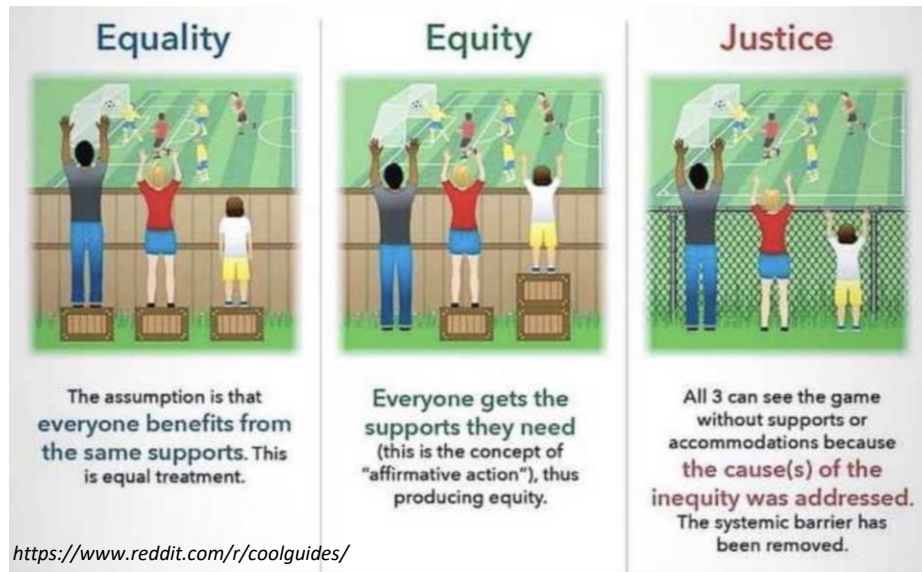 Equality
The assumption is that
everyone benefits from
the same supports. This
is equal treatment.
Equity
Everyone gets the
supports they need
(this is the concept of
"affirmative action"), thus
producing equity.
Justice
All 3 can see the game
without supports or
accommodations because
the cause(s) of the
inequity was addressed.
The systemic barrier has
been removed.
https://www.reddit.com/r/coolguides/